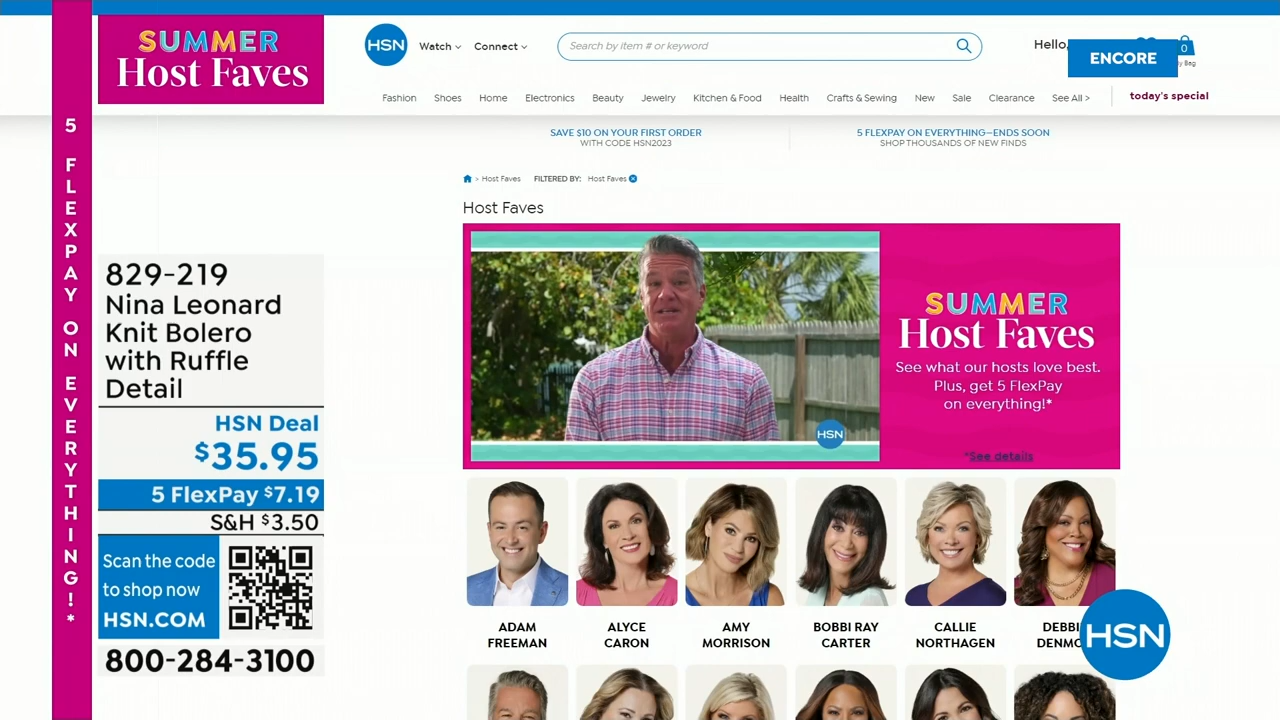 SUMMER
Host Faves
5 FLEXPAY ON EVERYTHING!*
829-219
Nina Leonard
Knit Bolero
with Ruffle
Detail
HSN Deal
$35.95
5 FlexPay $7.19
S&H $3.50
Scan the code
to shop now
HSN.COM
800-284-3100
HSN
Watch
Connect
Search by item # or keyword
Hello,
ENCORE
0
Bag
Fashion
Shoes
Home
Electronics
Beauty
Jewelry
Kitchen & Food
Health
Crafts & Sewing
New
Sale
Clearance
See All >
today's special
SAVE $10 ON YOUR FIRST ORDER
WITH CODE HSN2023
5 FLEXPAY ON EVERYTHING—ENDS SOON
SHOP THOUSANDS OF NEW FINDS
> Host Faves
FILTERED BY: Host Faves
Host Faves
HSN
SUMMER
Host Faves
See what our hosts love best.
Plus, get 5 FlexPay
on everything!*
*See details
ADAM
FREEMAN
ALYCE
CARON
AMY
MORRISON
BOBBI RAY
CARTER
CALLIE
NORTHAGEN
HSN